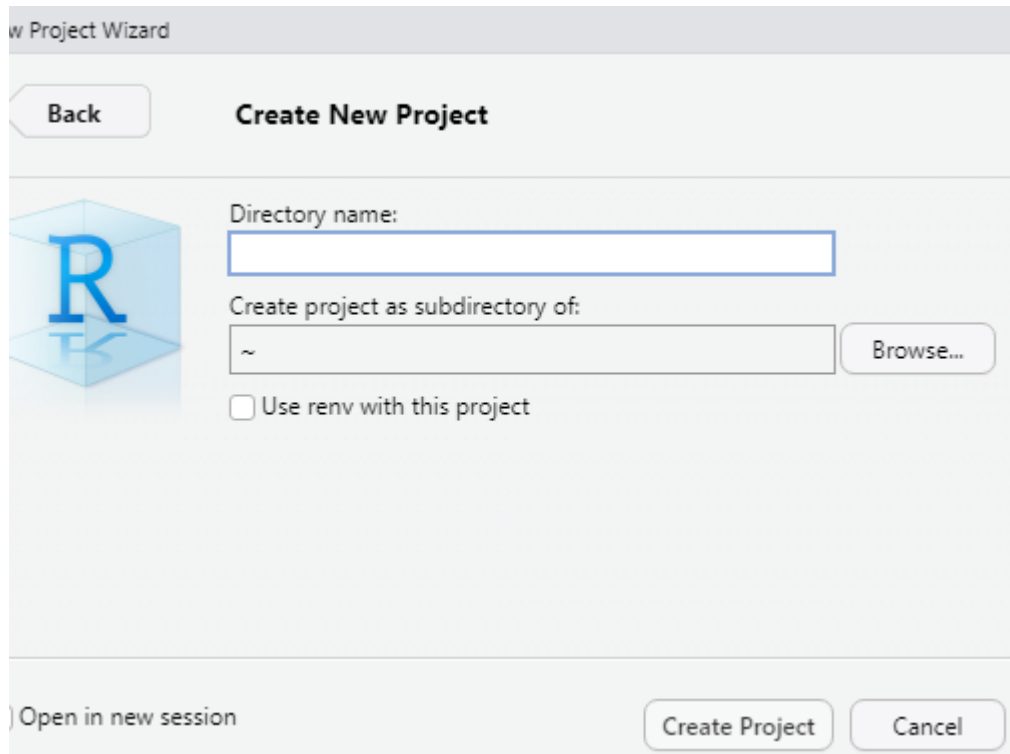 w Project Wizard
Back
Create New Project
R
Directory name:
Create project as subdirectory of:
~
Browse...
Use renv with this project
Open in new session
Create Project
Cancel